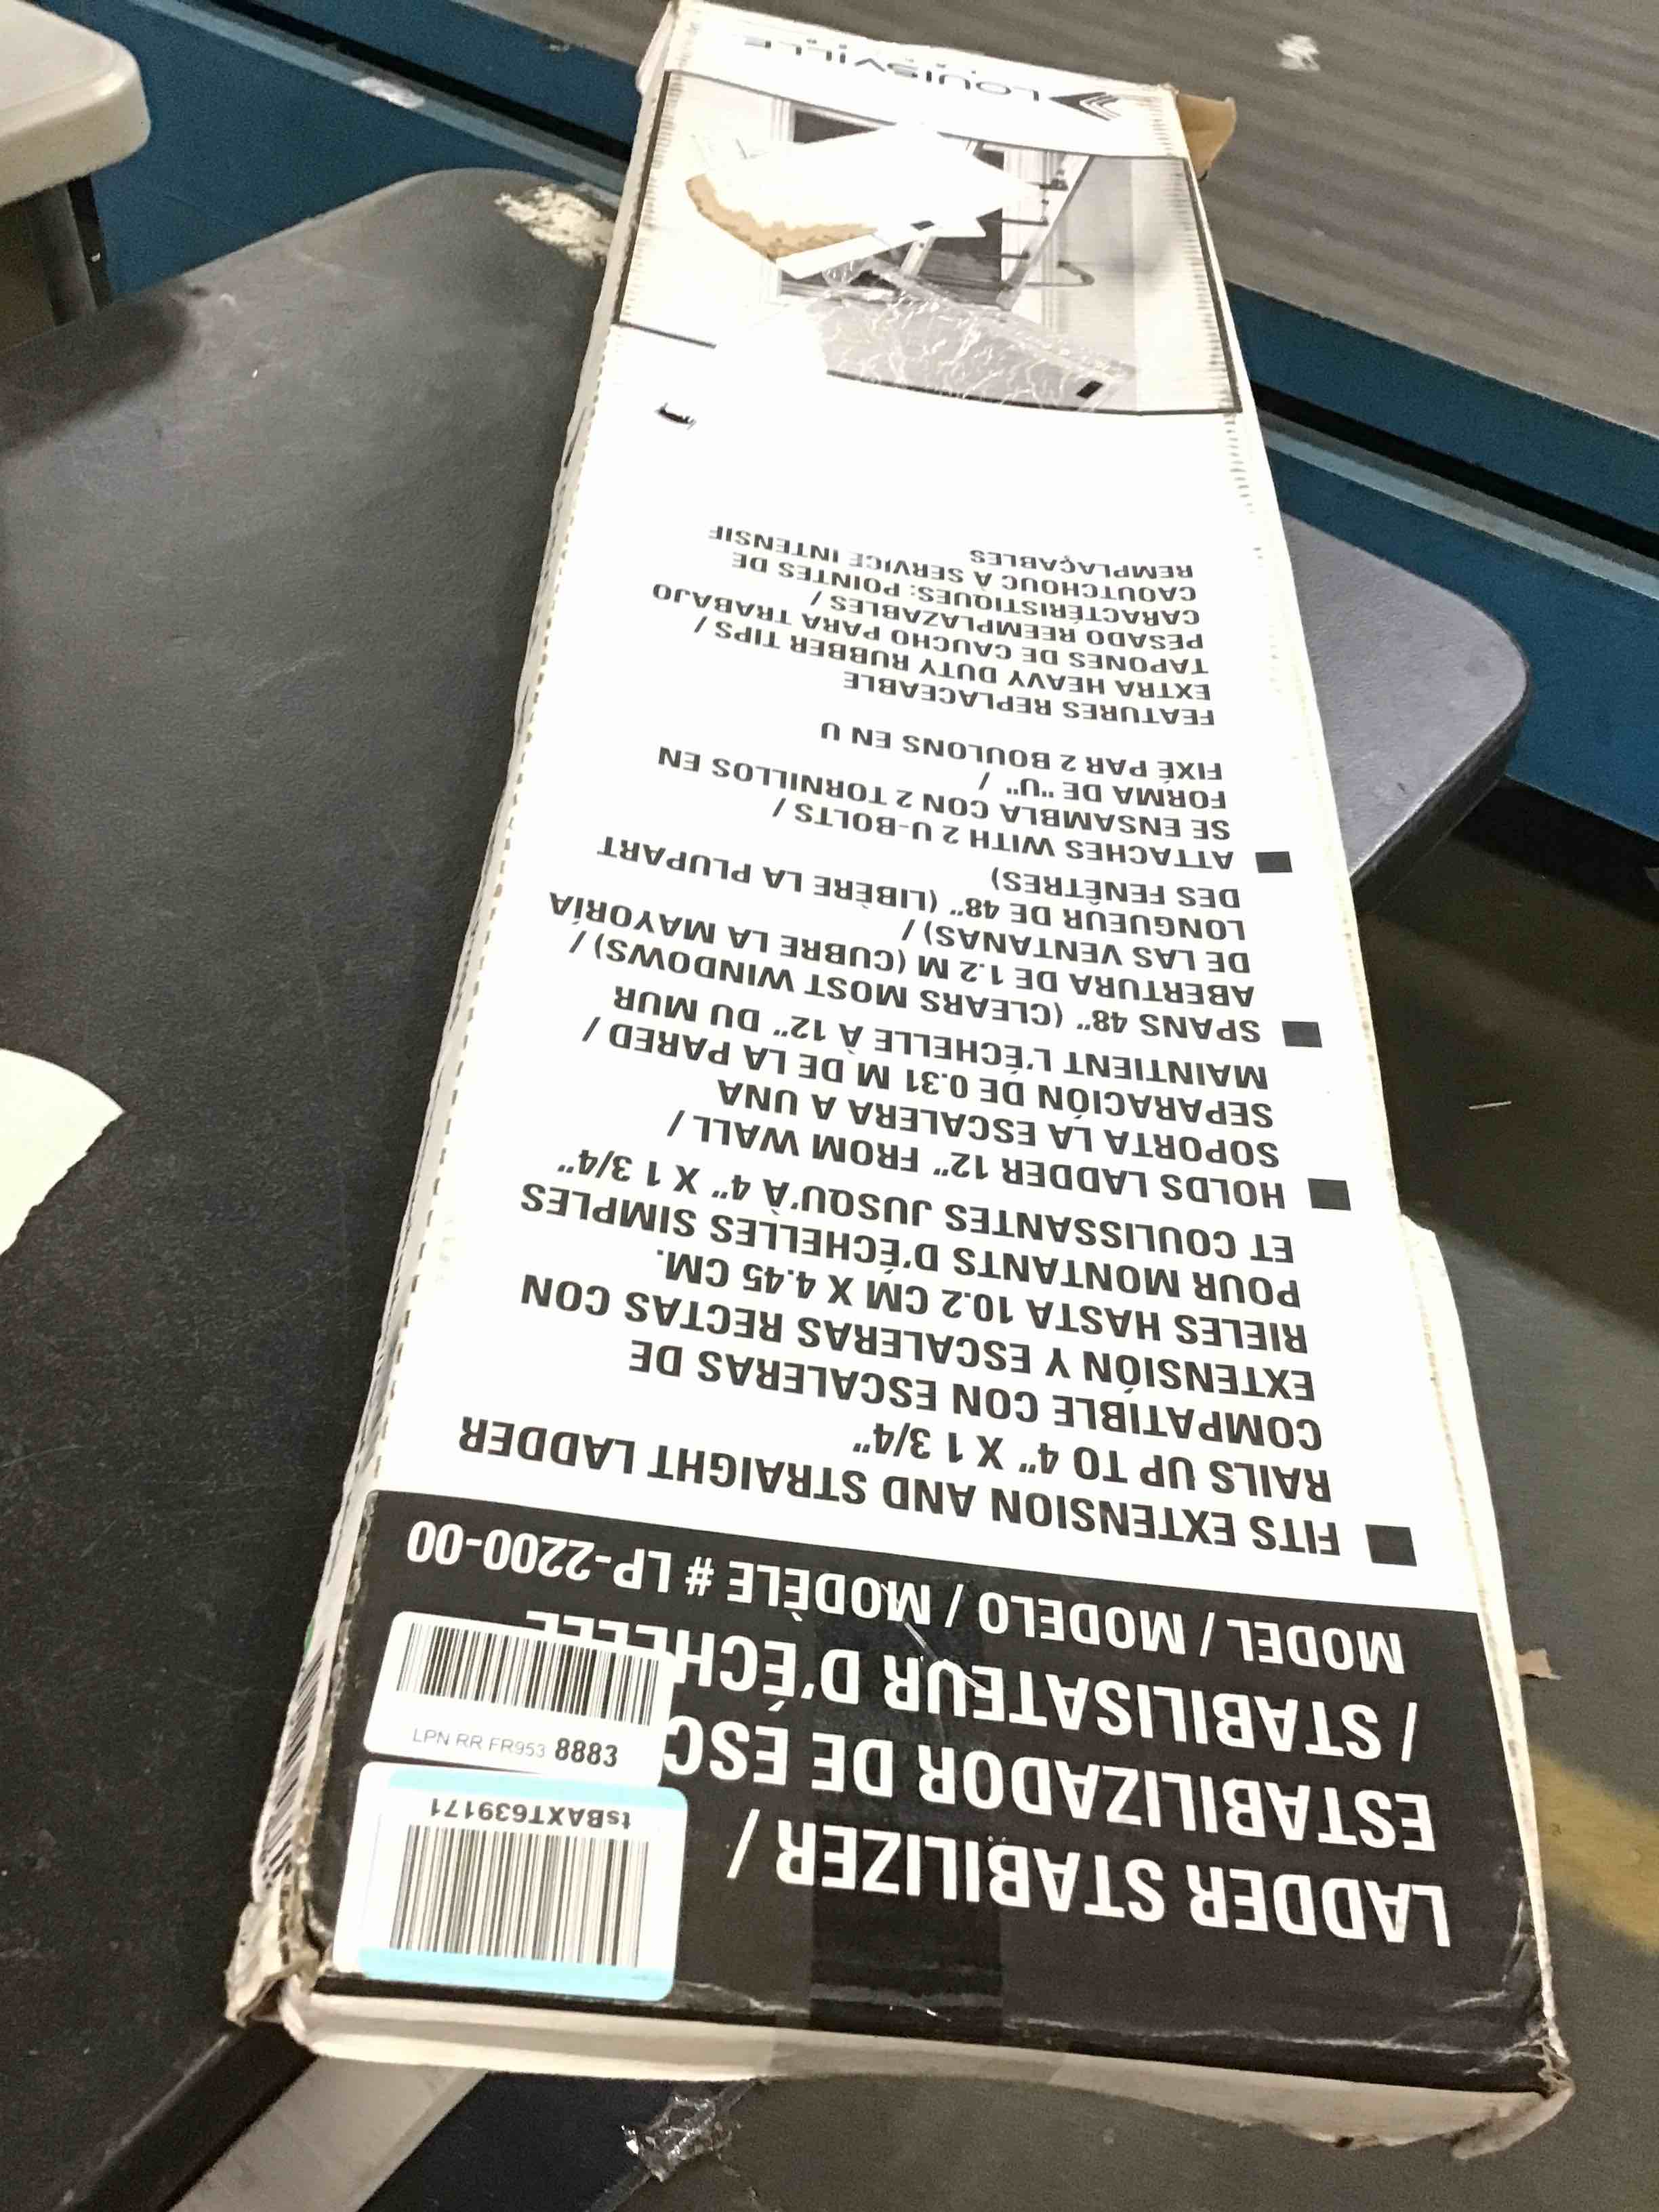 LADDER STABILIZER /
ESTABILIZADOR DE ESC
/ STABILISATEUR D'ÉCHELLE
MODEL / MODELO / MODÈLE # LP-2200-00
tsBAXT639171
LPN RR FR953 8883
■ FITS EXTENSION AND STRAIGHT LADDER
RAILS UP TO 4" X 1 3/4"
COMPATIBLE CON ESCALERAS DE
EXTENSIÓN Y ESCALERAS RECTAS CON
RIELES HASTA 10.2 CM X 4.45 CM.
POUR MONTANTS D'ÉCHELLES SIMPLES
ET COULISSANTES JUSQU'À 4" X 1 3/4"
■ HOLDS LADDER 12" FROM WALL /
SOPORTA LA ESCALERA A UNA
SEPARACIÓN DE 0.31 M DE LA PARED /
MAINTIENT L'ÉCHELLE À 12" DU MUR
■ SPANS 48" (CLEARS MOST WINDOWS) /
ABERTURA DE 1.2 M (CUBRE LA MAYORÍA
DE LAS VENTANAS) /
LONGUEUR DE 48" (LIBÈRE LA PLUPART
DES FENÊTRES)
■ ATTACHES WITH 2 U-BOLTS /
SE ENSAMBLA CON 2 TORNILLOS EN
FORMA DE "U" /
FIXÉ PAR 2 BOULONS EN U
FEATURES REPLACEABLE
EXTRA HEAVY DUTY RUBBER TIPS /
TAPONES DE CAUCHO PARA TRABAJO
PESADO REEMPLAZABLES /
CARACTÉRISTIQUES: POINTES DE
CAOUTCHOUC À SERVICE INTENSIF
REMPLAÇABLES
LOUISVILLE